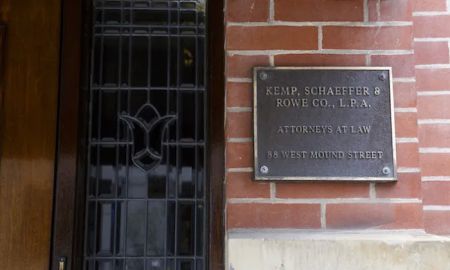 KEMP, SCHAEFFER &
ROWE CO., L.P.A.
ATTORNEYS AT LAW
88 WEST MOUND STREET